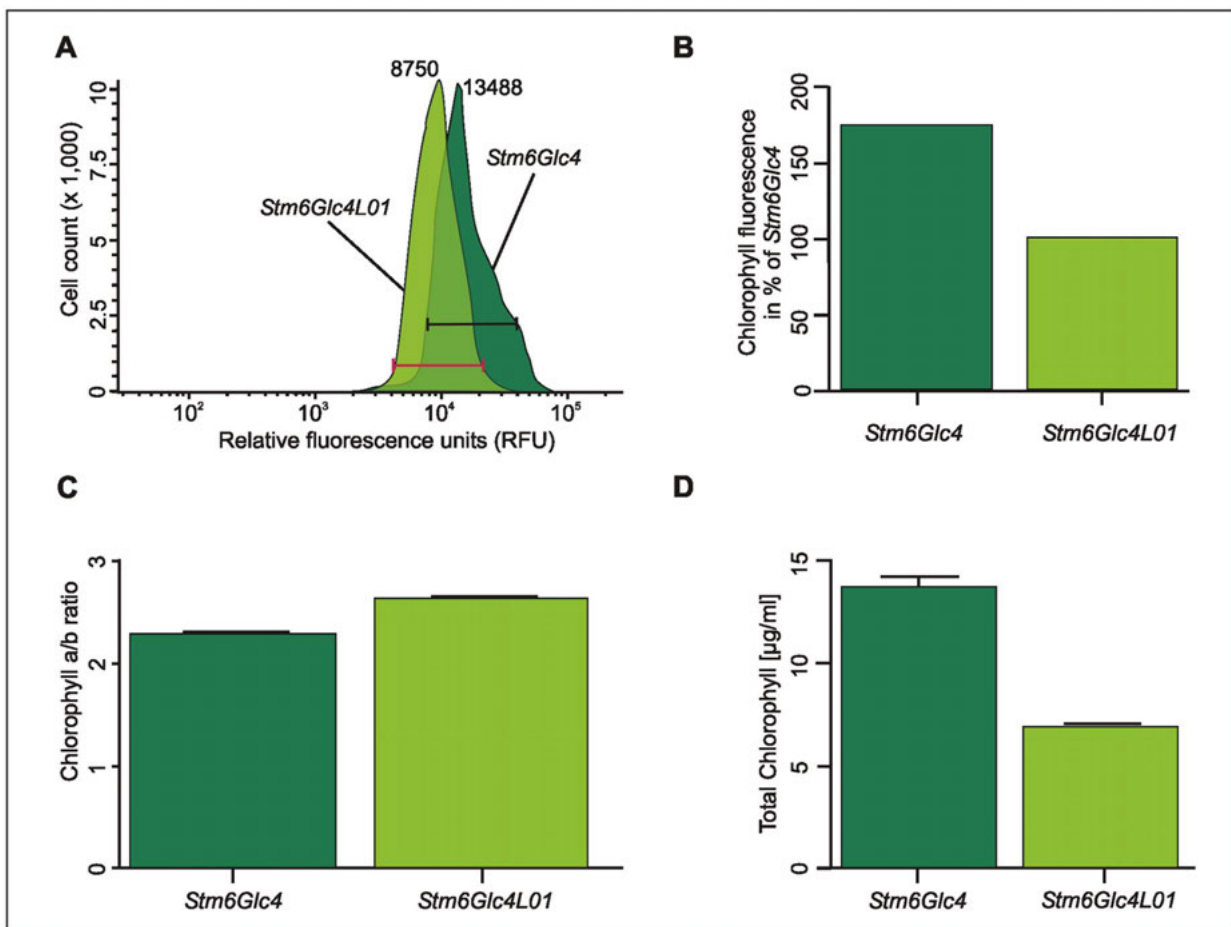 A
8750
13488
Stm6Glc4
Stm6Glc4L01
Cell count (x 1,000)
10
7.5
5
2.5
0
10²
10³
10⁴
10⁵
Relative fluorescence units (RFU)
B
Chlorophyll fluorescence
in % of Stm6Glc4
200
150
100
50
0
Stm6Glc4
Stm6Glc4L01
C
Chlorophyll a/b ratio
3
2
1
0
Stm6Glc4
Stm6Glc4L01
D
Total Chlorophyll [µg/ml]
15
10
5
0
Stm6Glc4
Stm6Glc4L01